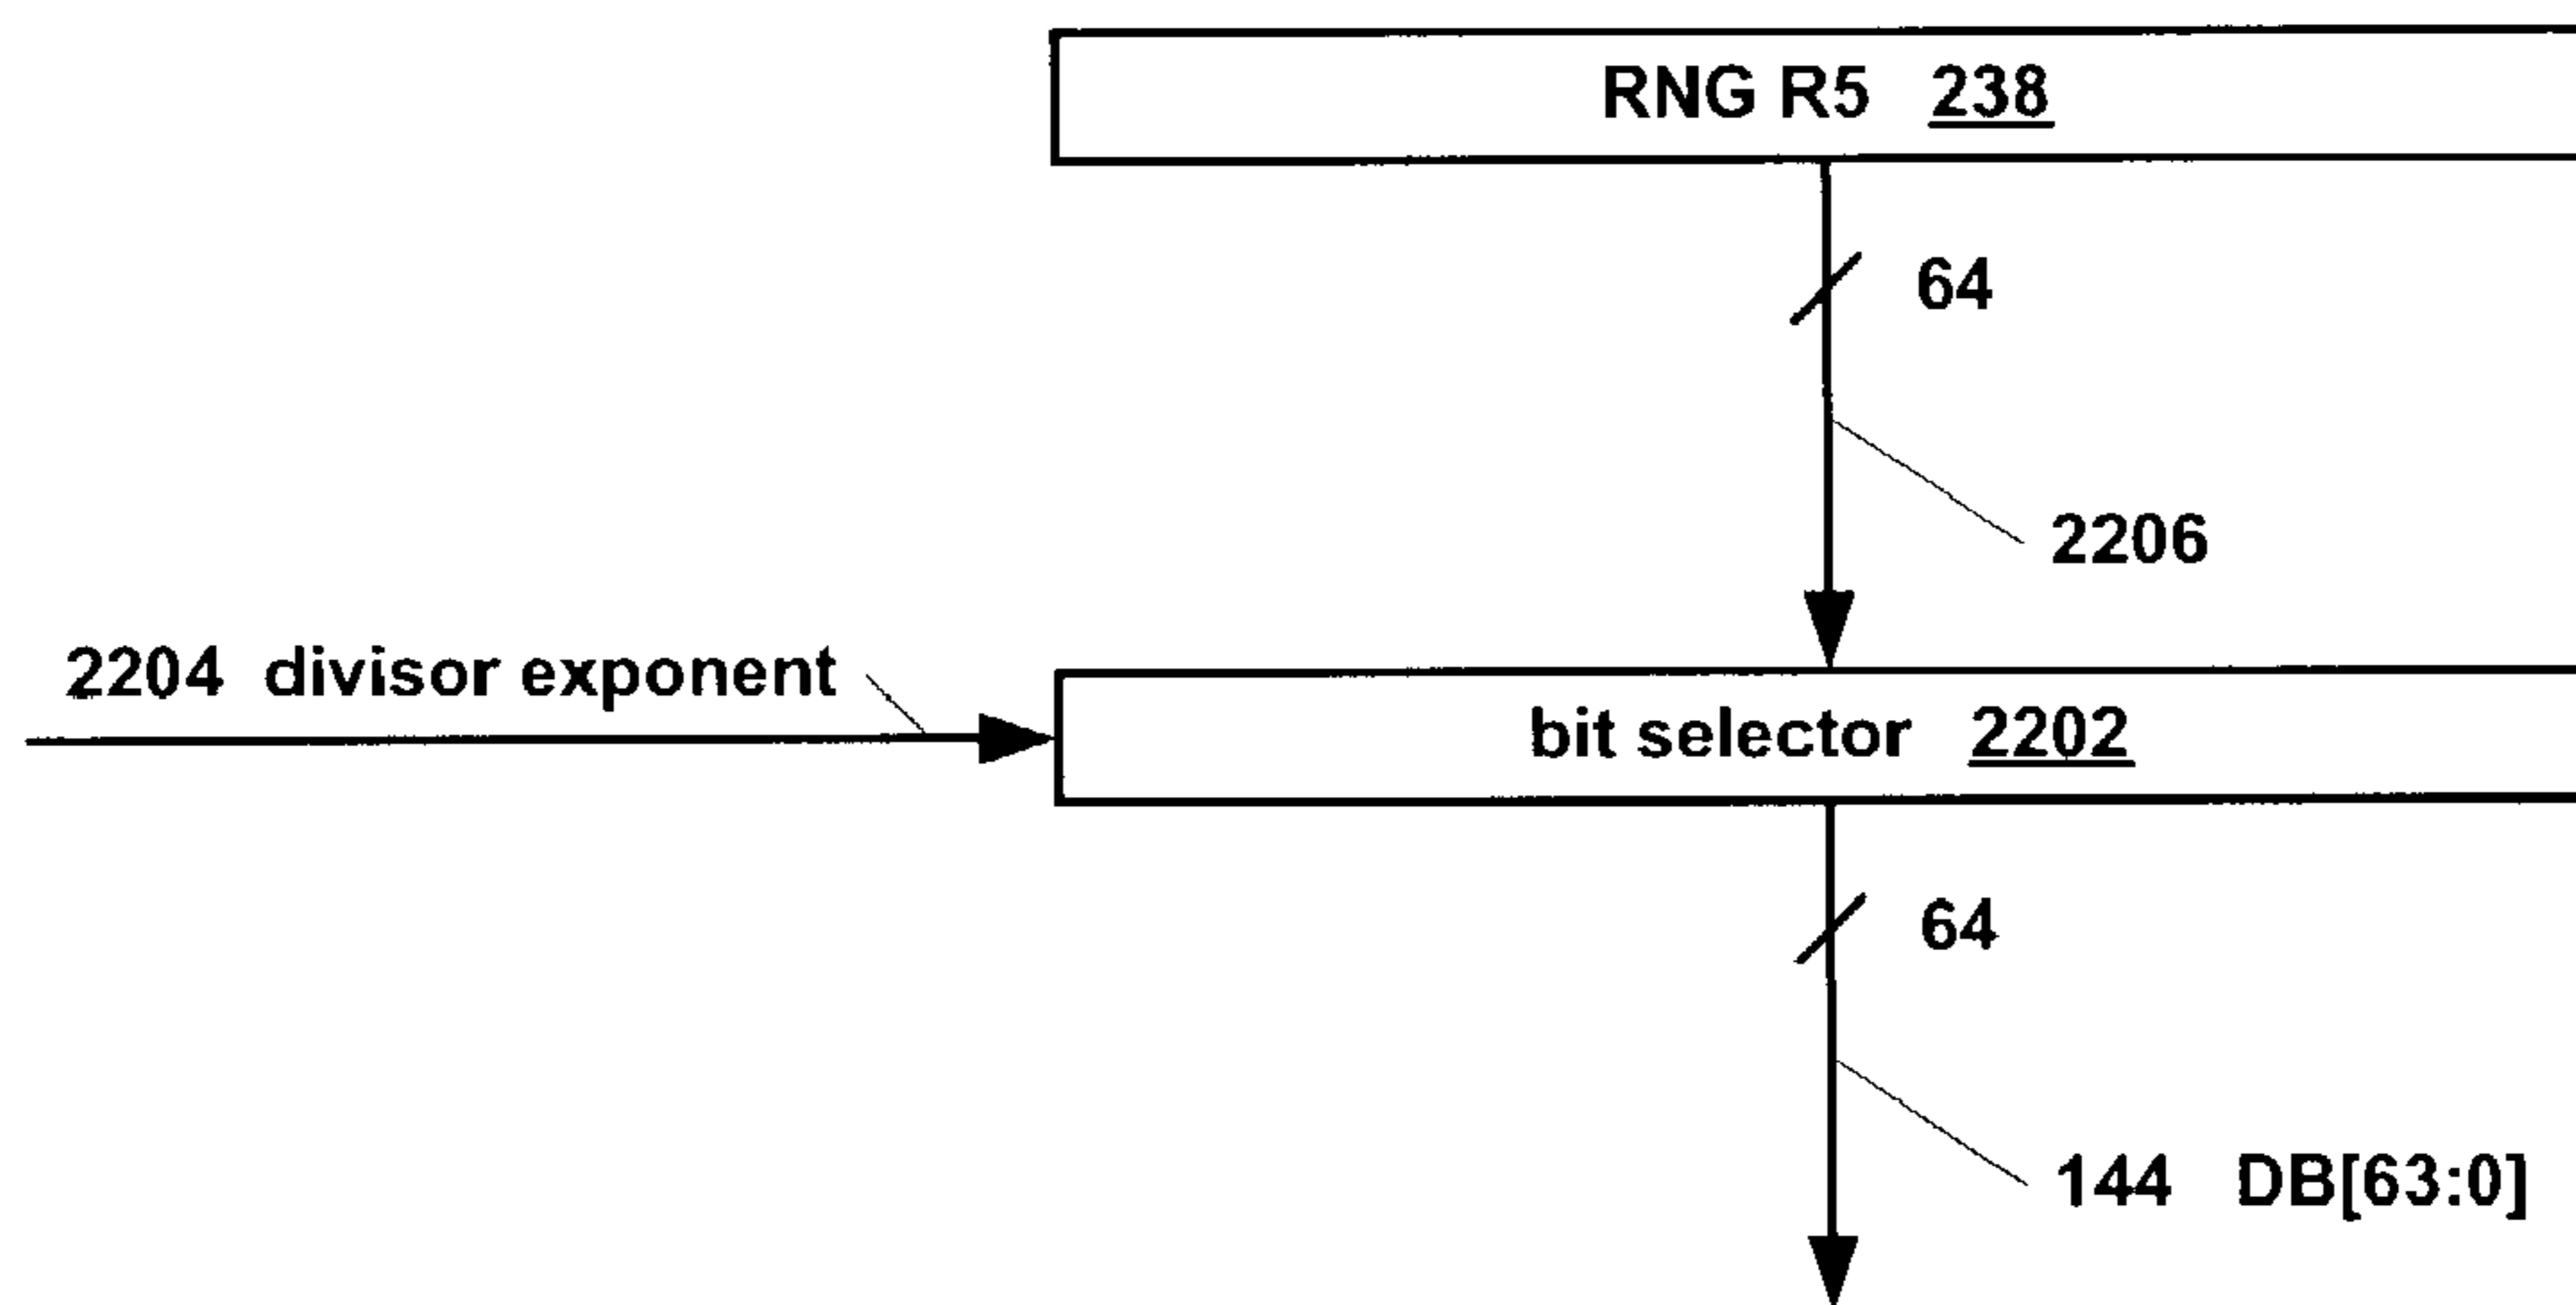 RNG R5 238
64
2206
2204 divisor exponent
bit selector 2202
64
144 DB[63:0]